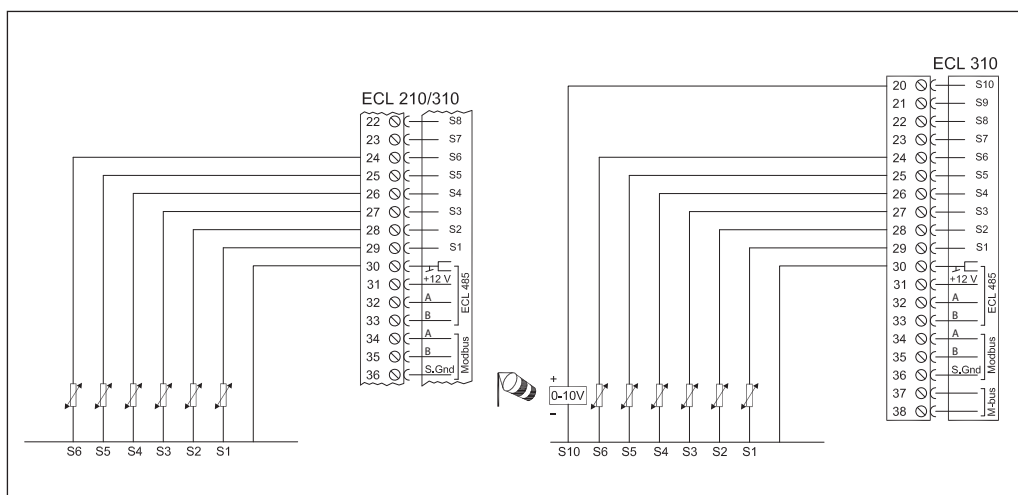 ECL 210/310
22 S8
23 S7
24 S6
25 S5
26 S4
27 S3
28 S2
29 S1
30
31 +12 V
32 A
33 B
ECL 485
34 A
35 B
36 S.Gnd
Modbus
S6 S5 S4 S3 S2 S1
ECL 310
20 S10
21 S9
22 S8
23 S7
24 S6
25 S5
26 S4
27 S3
28 S2
29 S1
30
31 +12 V
32 A
33 B
ECL 485
34 A
35 B
36 S.Gnd
Modbus
37
38
M-bus
+
0-10V
–
S10 S6 S5 S4 S3 S2 S1